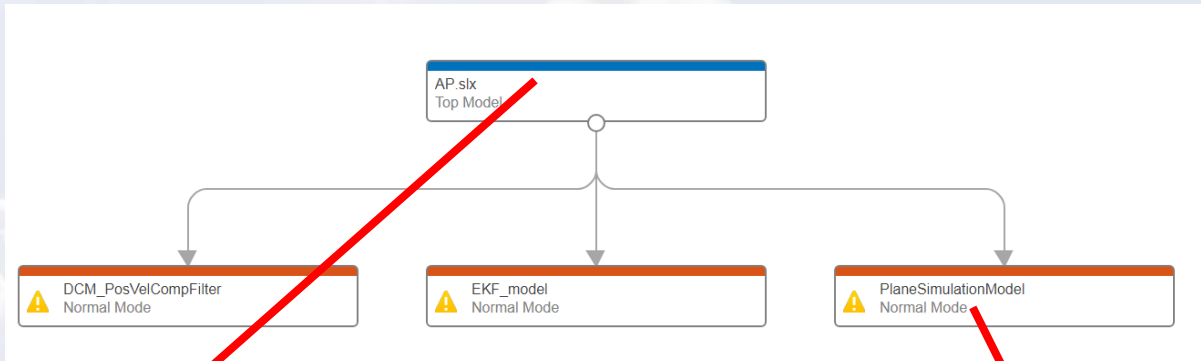 AP.slx
Top Model
DCM_PosVelCompFilter
Normal Mode
EKF_model
Normal Mode
PlaneSimulationModel
Normal Mode